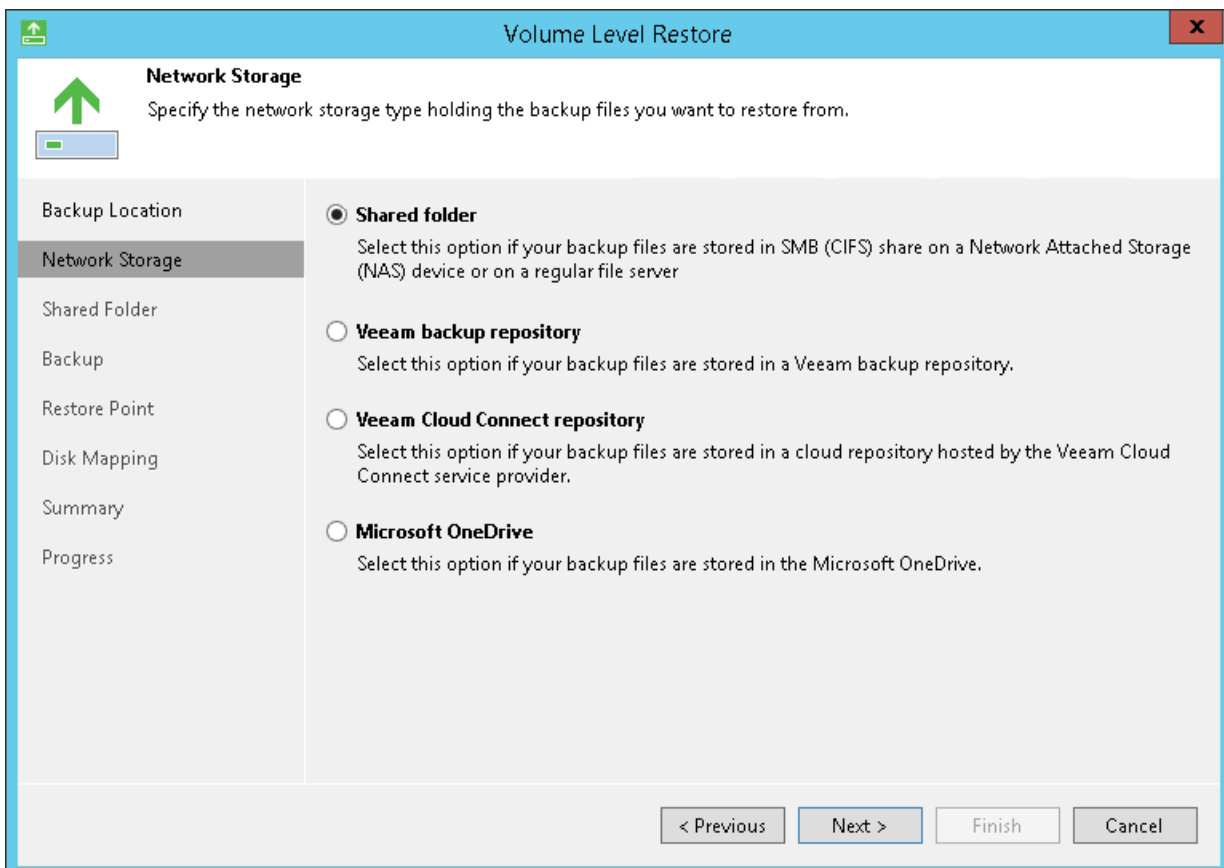 Volume Level Restore
x
Network Storage
Specify the network storage type holding the backup files you want to restore from.
Backup Location
Network Storage
Shared Folder
Backup
Restore Point
Disk Mapping
Summary
Progress
Shared folder
Select this option if your backup files are stored in SMB (CIFS) share on a Network Attached Storage
(NAS) device or on a regular file server
Veeam backup repository
Select this option if your backup files are stored in a Veeam backup repository.
Veeam Cloud Connect repository
Select this option if your backup files are stored in a cloud repository hosted by the Veeam Cloud
Connect service provider.
Microsoft OneDrive
Select this option if your backup files are stored in the Microsoft OneDrive.
< Previous
Next >
Finish
Cancel